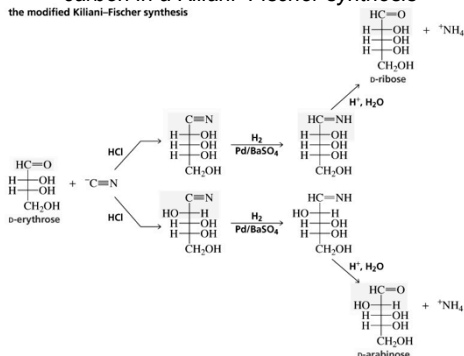 carbon in a Kiliani–Fischer synthesis
the modified Kiliani–Fischer synthesis
HC=O
H OH
H OH
H OH
CH₂OH
D-ribose
+ ⁺NH₄
H⁺, H₂O
C≡N
H OH
H OH
H OH
CH₂OH
HCl
H₂
Pd/BaSO₄
HC=NH
H OH
H OH
H OH
CH₂OH
HC=O
H OH
H OH
CH₂OH
D-erythrose
+ ⁻C≡N
HCl
C≡N
HO H
H OH
H OH
CH₂OH
H₂
Pd/BaSO₄
HC=NH
HO H
H OH
H OH
CH₂OH
H⁺, H₂O
HC=O
HO H
H OH
H OH
CH₂OH
D-arabinose
+ ⁺NH₄